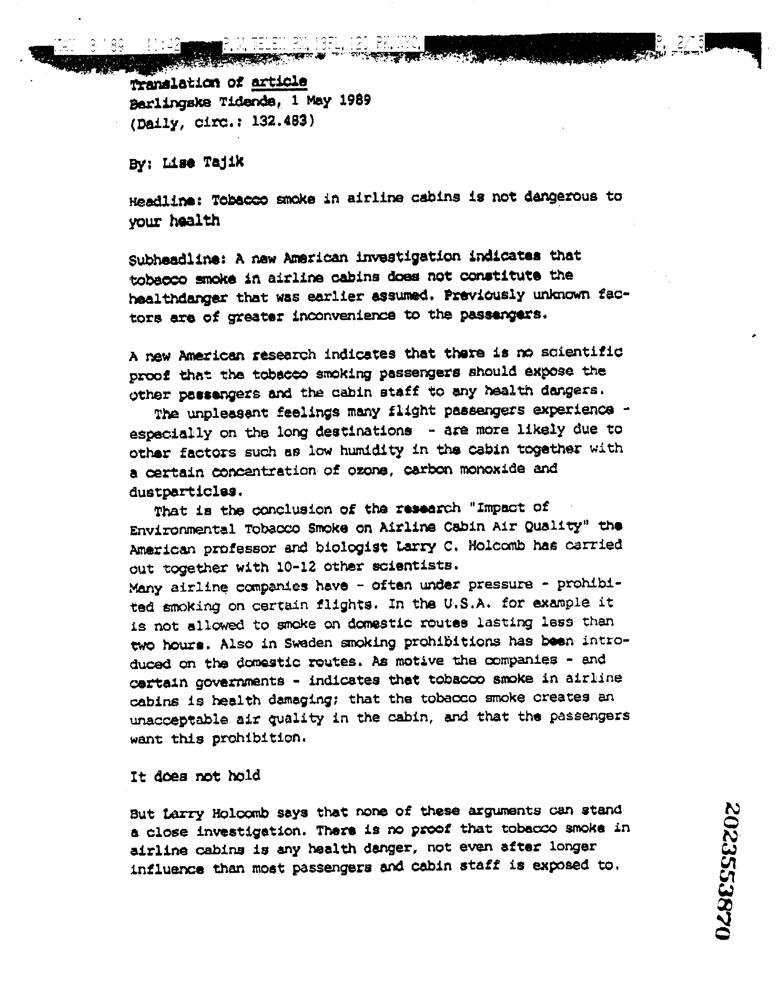 8 '89 11:42 P. 2/
Translation of article
Berlingske Tidende, 1 May 1989
(Daily, circ.: 132.483)
By: Lise Tajik
Headline: Tobacco smoke in airline cabins is not dangerous to
your health
Subheadline: A new American investigation indicates that
tobacco smoke in airline cabins does not constitute the
healthdanger that was earlier assumed. Previously unknown fac-
tors are of greater inconvenience to the passengers.
A new American research indicates that there is no scientific
proof that the tobacco smoking passengers should expose the
other passengers and the cabin staff to any health dangers.
The unpleasant feelings many flight passengers experience -
especially on the long destinations - are more likely due to
other factors such as low humidity in the cabin together with
a certain concentration of ozone, carbon monoxide and
dustparticles.
That is the conclusion of the research "Impact of
Environmental Tobacco Smoke on Airline Cabin Air Quality" the
American professor and biologist Larry C. Holcomb has carried
out together with 10-12 other scientists.
Many airline companies have - often under pressure - prohibi-
ted smoking on certain flights. In the U.S.A. for example it
is not allowed to smoke on domestic routes lasting less than
two hours. Also in Sweden smoking prohibitions has been intro-
duced on the domestic routes. As motive the companies - and
certain governments - indicates that tobacco smoke in airline
cabins is health damaging; that the tobacco smoke creates an
unacceptable air quality in the cabin, and that the passengers
want this prohibition.
It does not hold
But Larry Holcomb says that none of these arguments can stand
a close investigation. There is no proof that tobacco smoke in
airline cabins is any health danger, not even after longer
influence than most passengers and cabin staff is exposed to.
2023553870